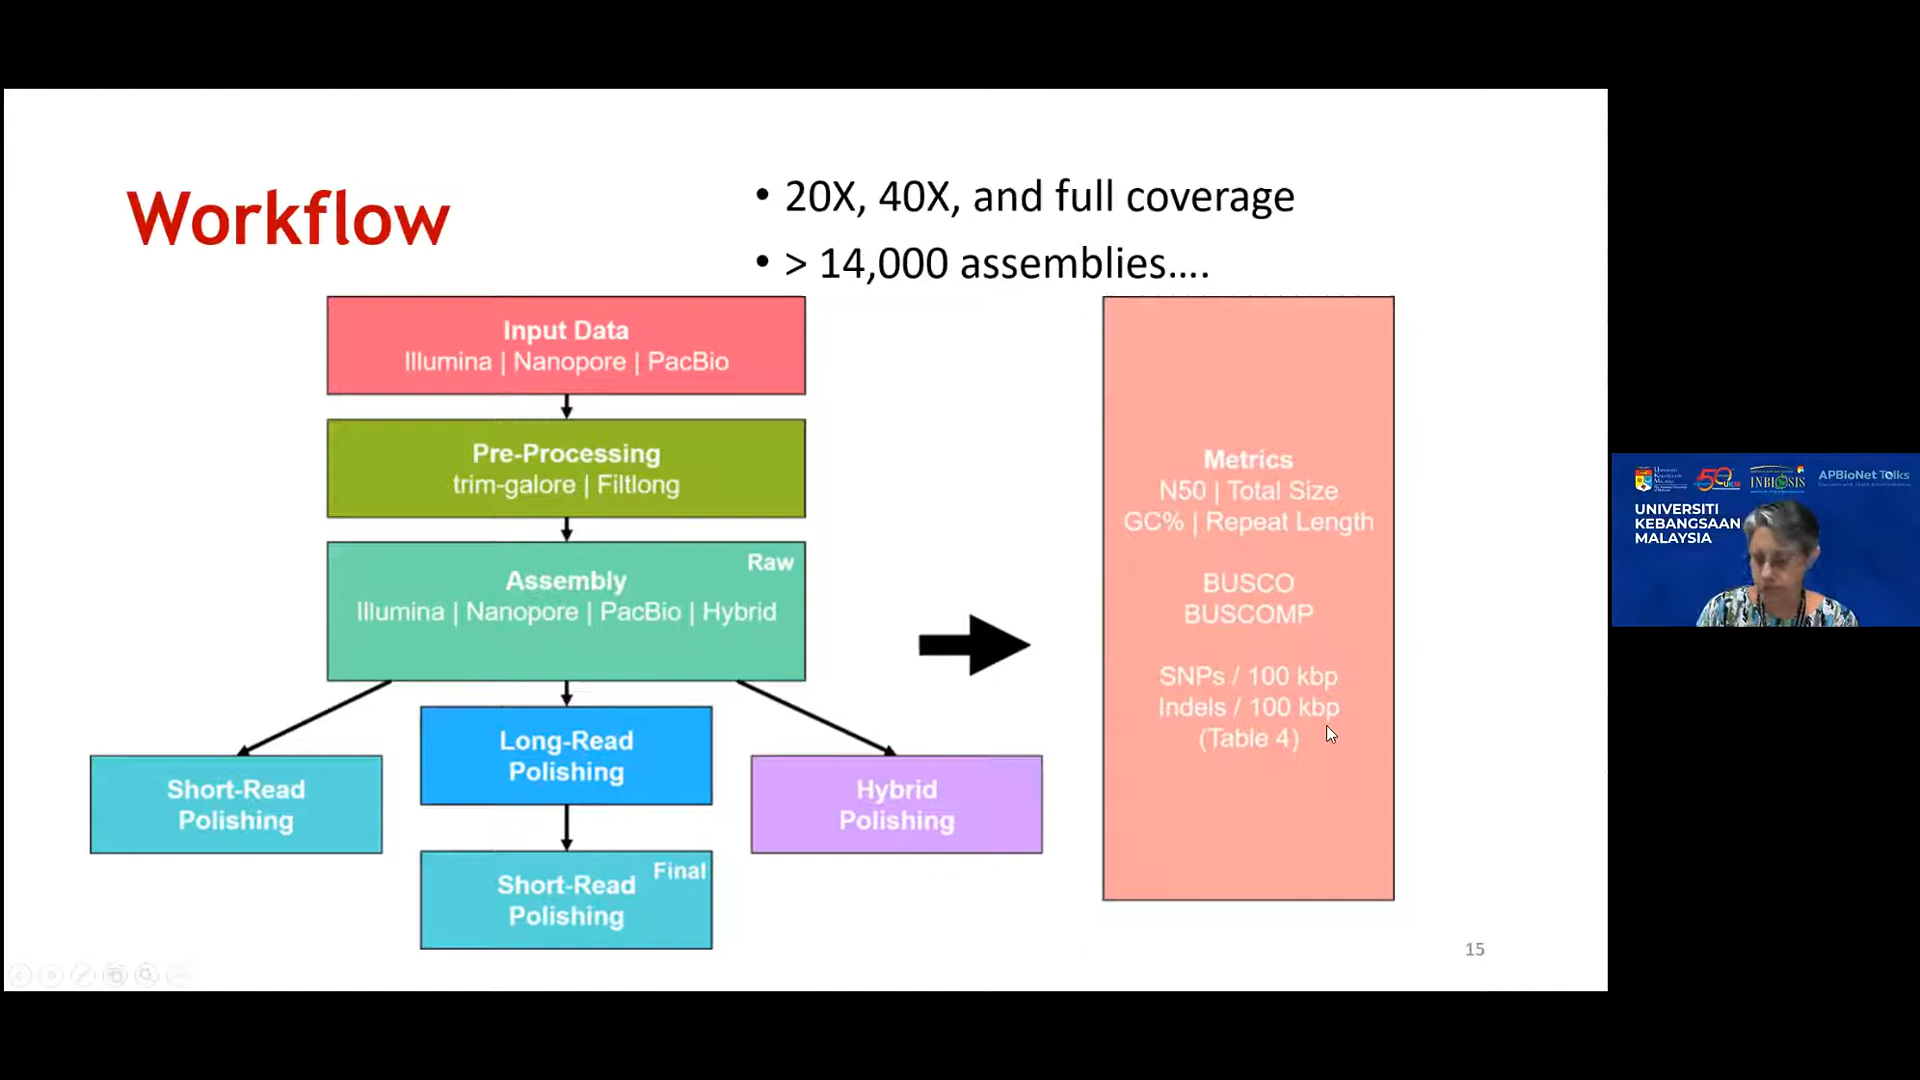 Workflow
• 20X, 40X, and full coverage
• > 14,000 assemblies....
Input Data
Illumina | Nanopore | PacBio
Pre-Processing
trim-galore | Filtlong
Raw
Assembly
Illumina | Nanopore | PacBio | Hybrid
Short-Read
Polishing
Long-Read
Polishing
Hybrid
Polishing
Final
Short-Read
Polishing
Metrics
N50 | Total Size
GC% | Repeat Length
BUSCO
BUSCOMP
SNPs / 100 kbp
Indels / 100 kbp
(Table 4)
15
50
UKM
INBIOSIS
APBioNet Talks
UNIVERSITI
KEBANGSAAN
MALAYSIA